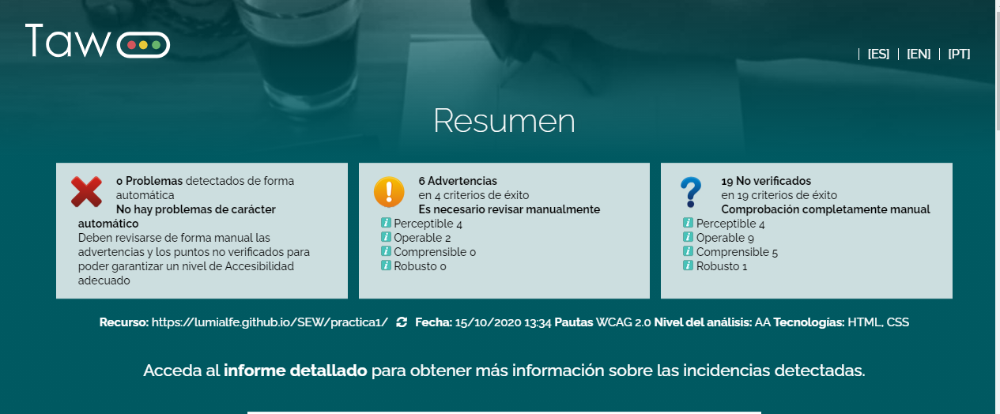 Taw
[ES] [EN] [PT]
Resumen
0 Problemas detectados de forma
automática
No hay problemas de carácter
automático
Deben revisarse de forma manual las
advertencias y los puntos no verificados para
poder garantizar un nivel de Accesibilidad
adecuado
6 Advertencias
en 4 criterios de éxito
Es necesario revisar manualmente
Perceptible 4
Operable 2
Comprensible 0
Robusto 0
19 No verificados
en 19 criterios de éxito
Comprobación completamente manual
Perceptible 4
Operable 9
Comprensible 5
Robusto 1
Recurso: https://lumialfe.github.io/SEW/practica1/ Fecha: 15/10/2020 13:34 Pautas WCAG 2.0 Nivel del análisis: AA Tecnologías: HTML, CSS
Acceda al informe detallado para obtener más información sobre las incidencias detectadas.